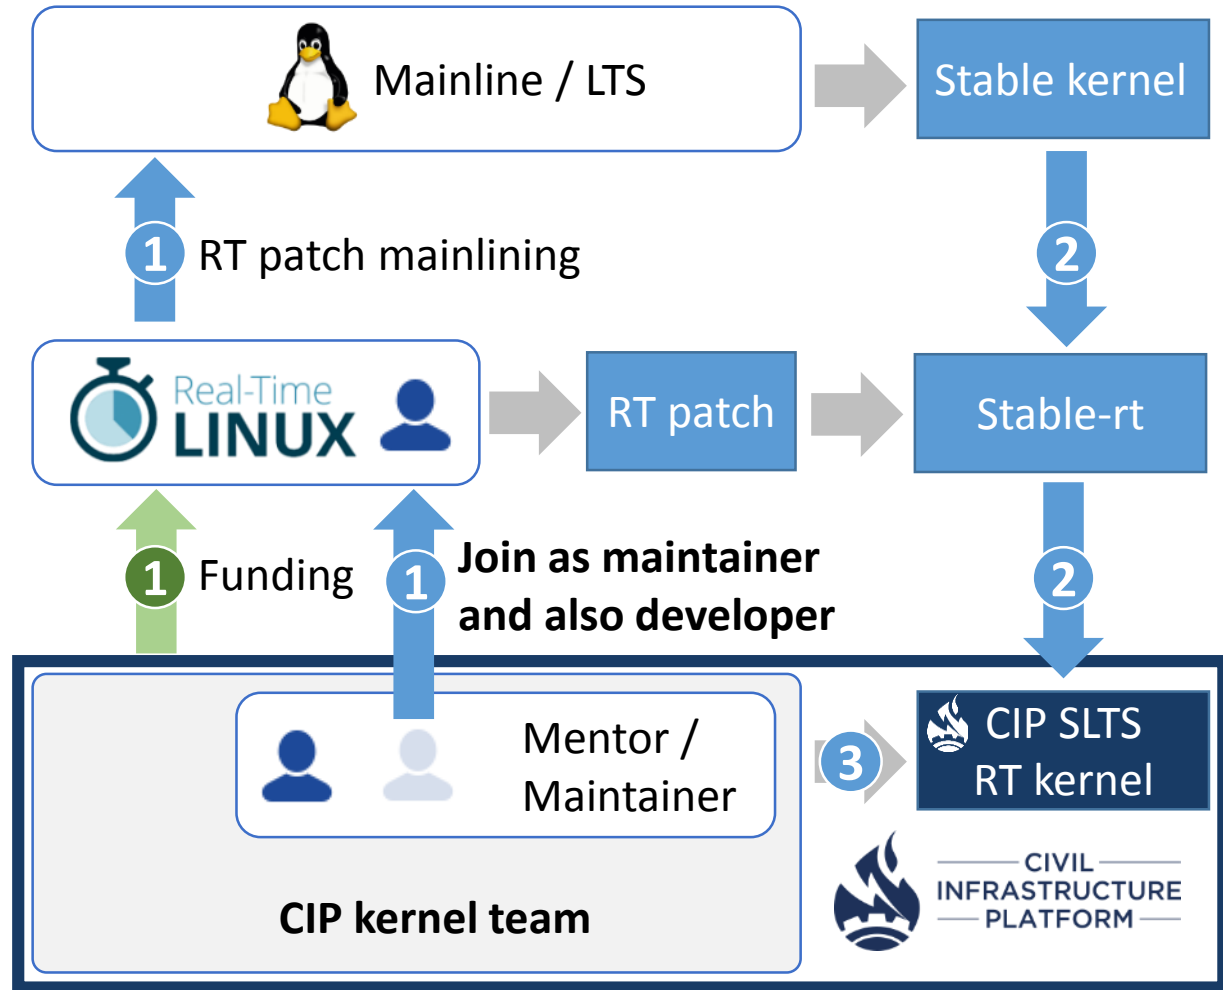 Mainline / LTS
Stable kernel
1
RT patch mainlining
2
Real-Time
LINUX
RT patch
Stable-rt
1
Funding
1
Join as maintainer
and also developer
2
Mentor /
Maintainer
3
CIP SLTS
RT kernel
CIP kernel team
CIVIL
INFRASTRUCTURE
PLATFORM